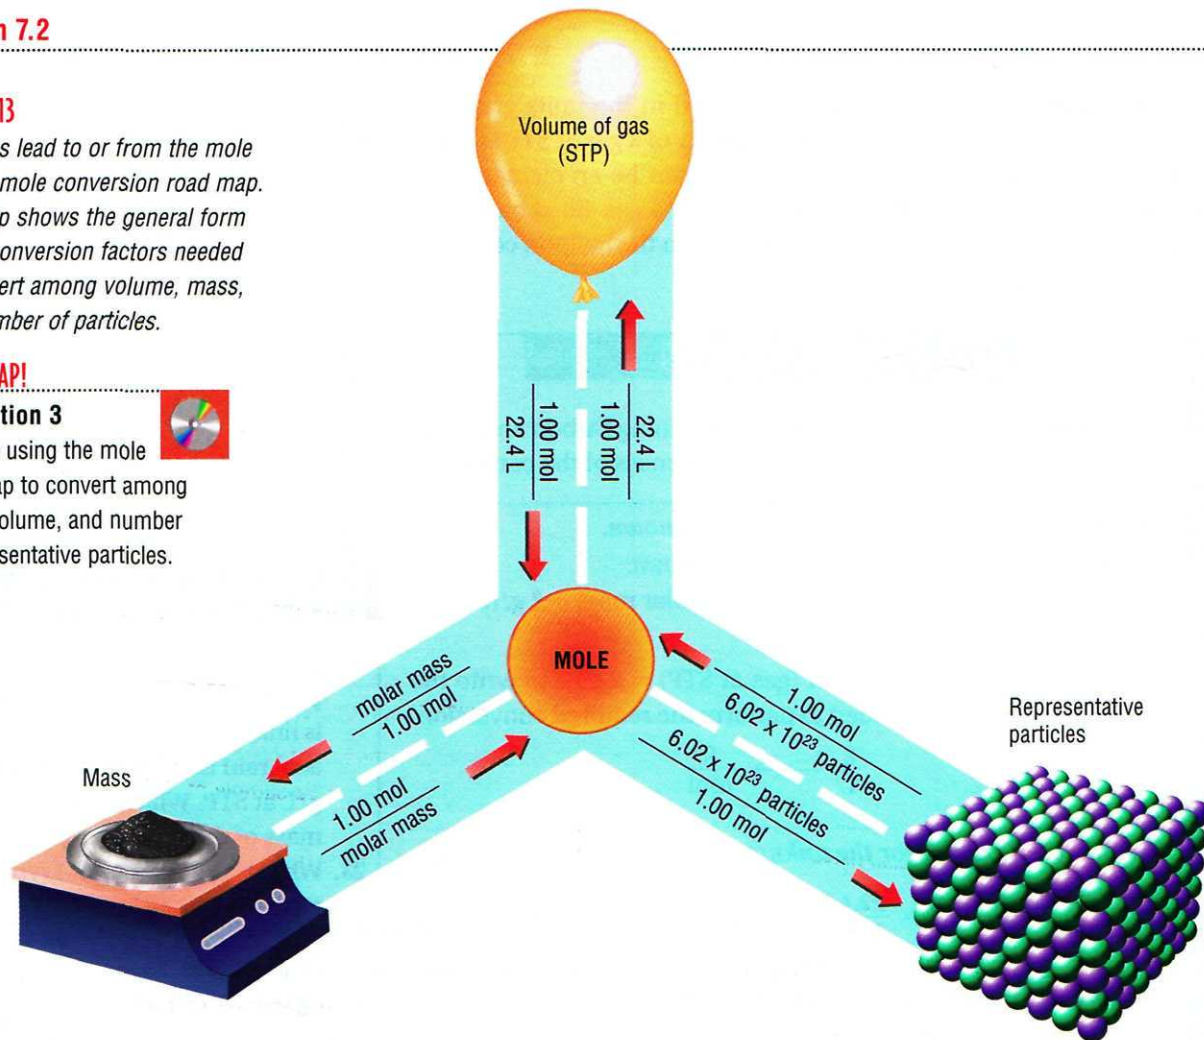 n 7.2
13
s lead to or from the mole
mole conversion road map.
p shows the general form
onversion factors needed
ert among volume, mass,
mber of particles.
AP!
tion 3
using the mole
ap to convert among
olume, and number
sentative particles.
Volume of gas
(STP)
1.00 mol
22.4 L
22.4 L
1.00 mol
MOLE
molar mass
1.00 mol
1.00 mol
molar mass
1.00 mol
6.02 x 10²³ particles
6.02 x 10²³ particles
1.00 mol
Mass
Representative
particles